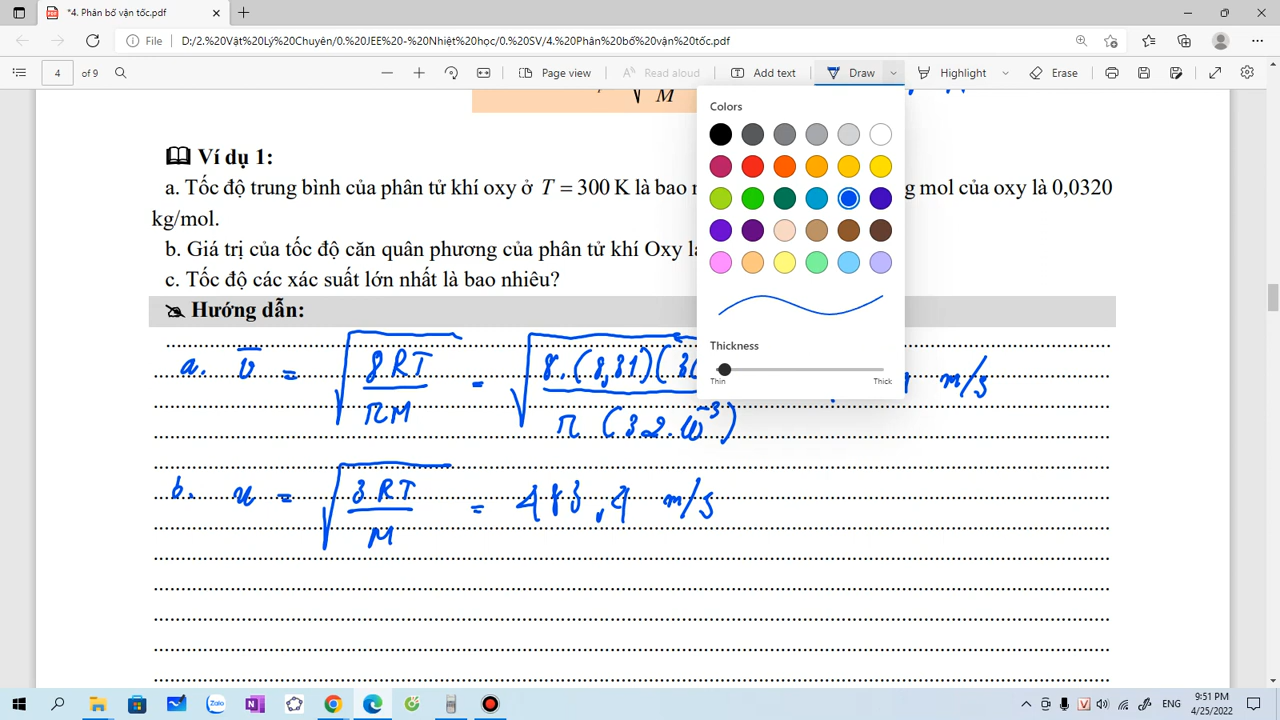 *4. Phân bố vận tốc.pdf
File D:/2.%20Vật%20Lý%20Chuyên/0.%20JEE%20-%20Nhiệt%20học/0.%20SV/4.%20Phân%20bố%20vận%20tốc.pdf
4 of 9 Page view Read aloud Add text Draw Highlight Erase
M
Colors
Ví dụ 1:
a. Tốc độ trung bình của phân tử khí oxy ở T = 300 K là bao
g mol của oxy là 0,0320
kg/mol.
b. Giá trị của tốc độ căn quân phương của phân tử khí Oxy
c. Tốc độ các xác suất lớn nhất là bao nhiêu?
Hướng dẫn:
Thickness
Thin Thick
a. v̅ = √(8RT / πM) = √(8.(8,31)(3 / π(32.10⁻³)) m/s
b. u = √(3RT / M) = 483,4 m/s
Zalo
ENG
9:51 PM
4/25/2022